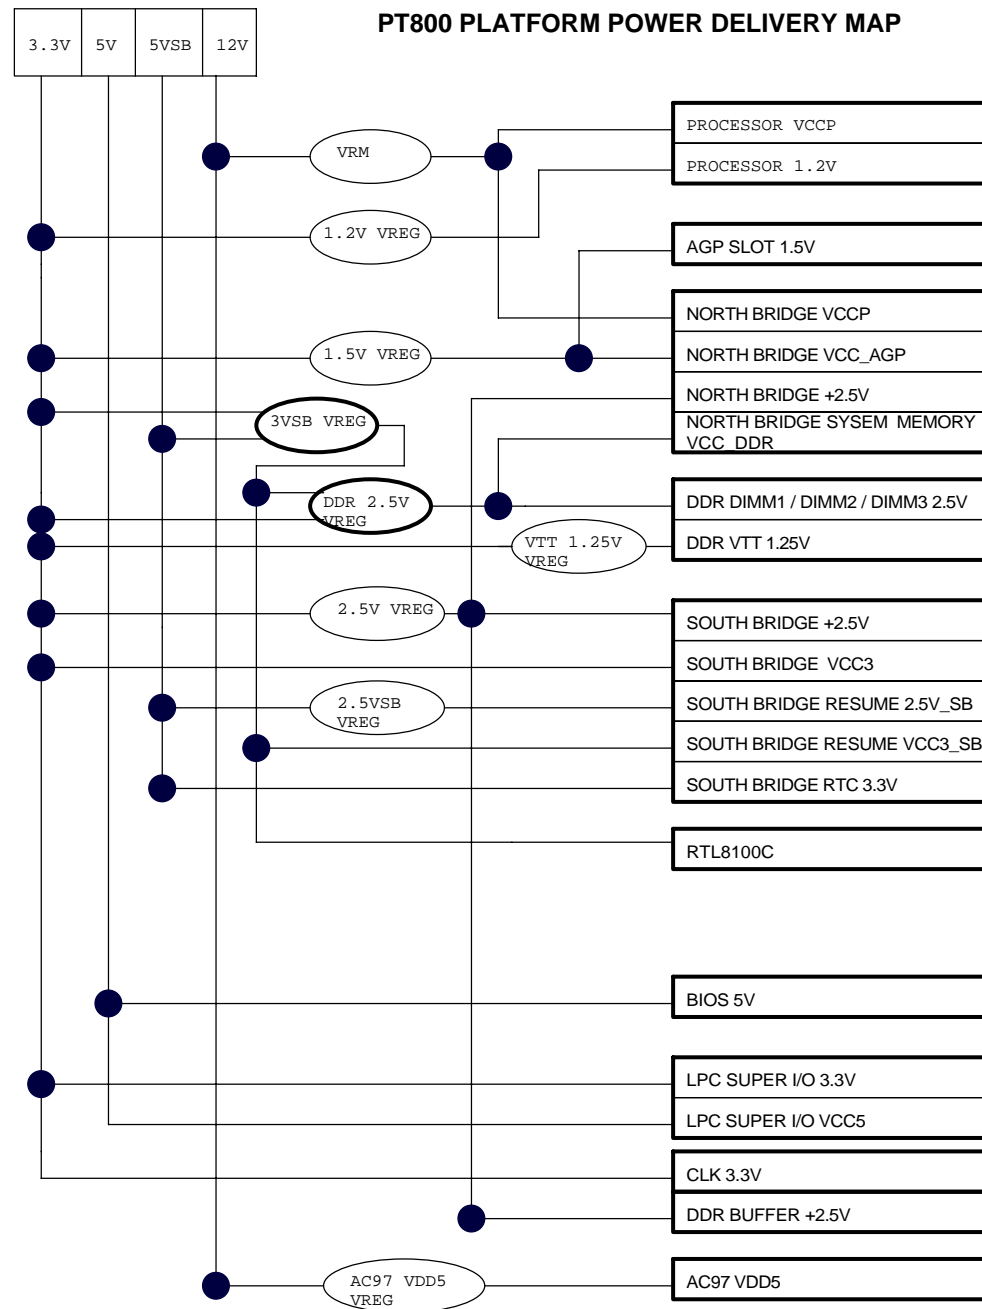 PT800 PLATFORM POWER DELIVERY MAP
3.3V 5V 5VSB 12V
PROCESSOR VCCP
VRM
PROCESSOR 1.2V
1.2V VREG
AGP SLOT 1.5V
NORTH BRIDGE VCCP
1.5V VREG
NORTH BRIDGE VCC_AGP
NORTH BRIDGE +2.5V
3VSB VREG
NORTH BRIDGE SYSEM MEMORY
VCC_DDR
DDR 2.5V
VREG
DDR DIMM1 / DIMM2 / DIMM3 2.5V
VTT 1.25V
VREG
DDR VTT 1.25V
2.5V VREG
SOUTH BRIDGE +2.5V
SOUTH BRIDGE VCC3
2.5VSB
VREG
SOUTH BRIDGE RESUME 2.5V_SB
SOUTH BRIDGE RESUME VCC3_SB
SOUTH BRIDGE RTC 3.3V
RTL8100C
BIOS 5V
LPC SUPER I/O 3.3V
LPC SUPER I/O VCC5
CLK 3.3V
DDR BUFFER +2.5V
AC97 VDD5
VREG
AC97 VDD5